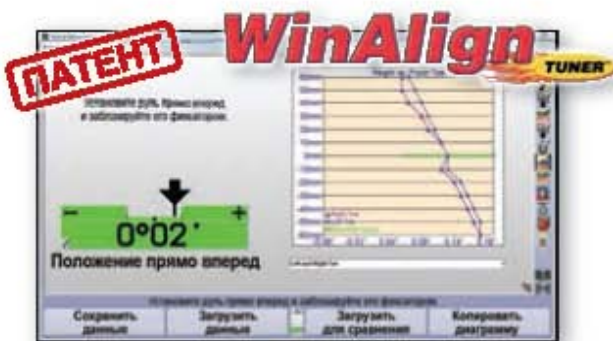 ПАТЕНТ
WinAlign
TUNER
Установите руль прямо вперед
и заблокируйте его фиксатором.
- 0°02' +
Положение прямо вперед
Установите руль прямо вперед и заблокируйте его фиксатором.
Сохранить
данные
Загрузить
данные
Загрузить
для сравнения
Копировать
диаграмму